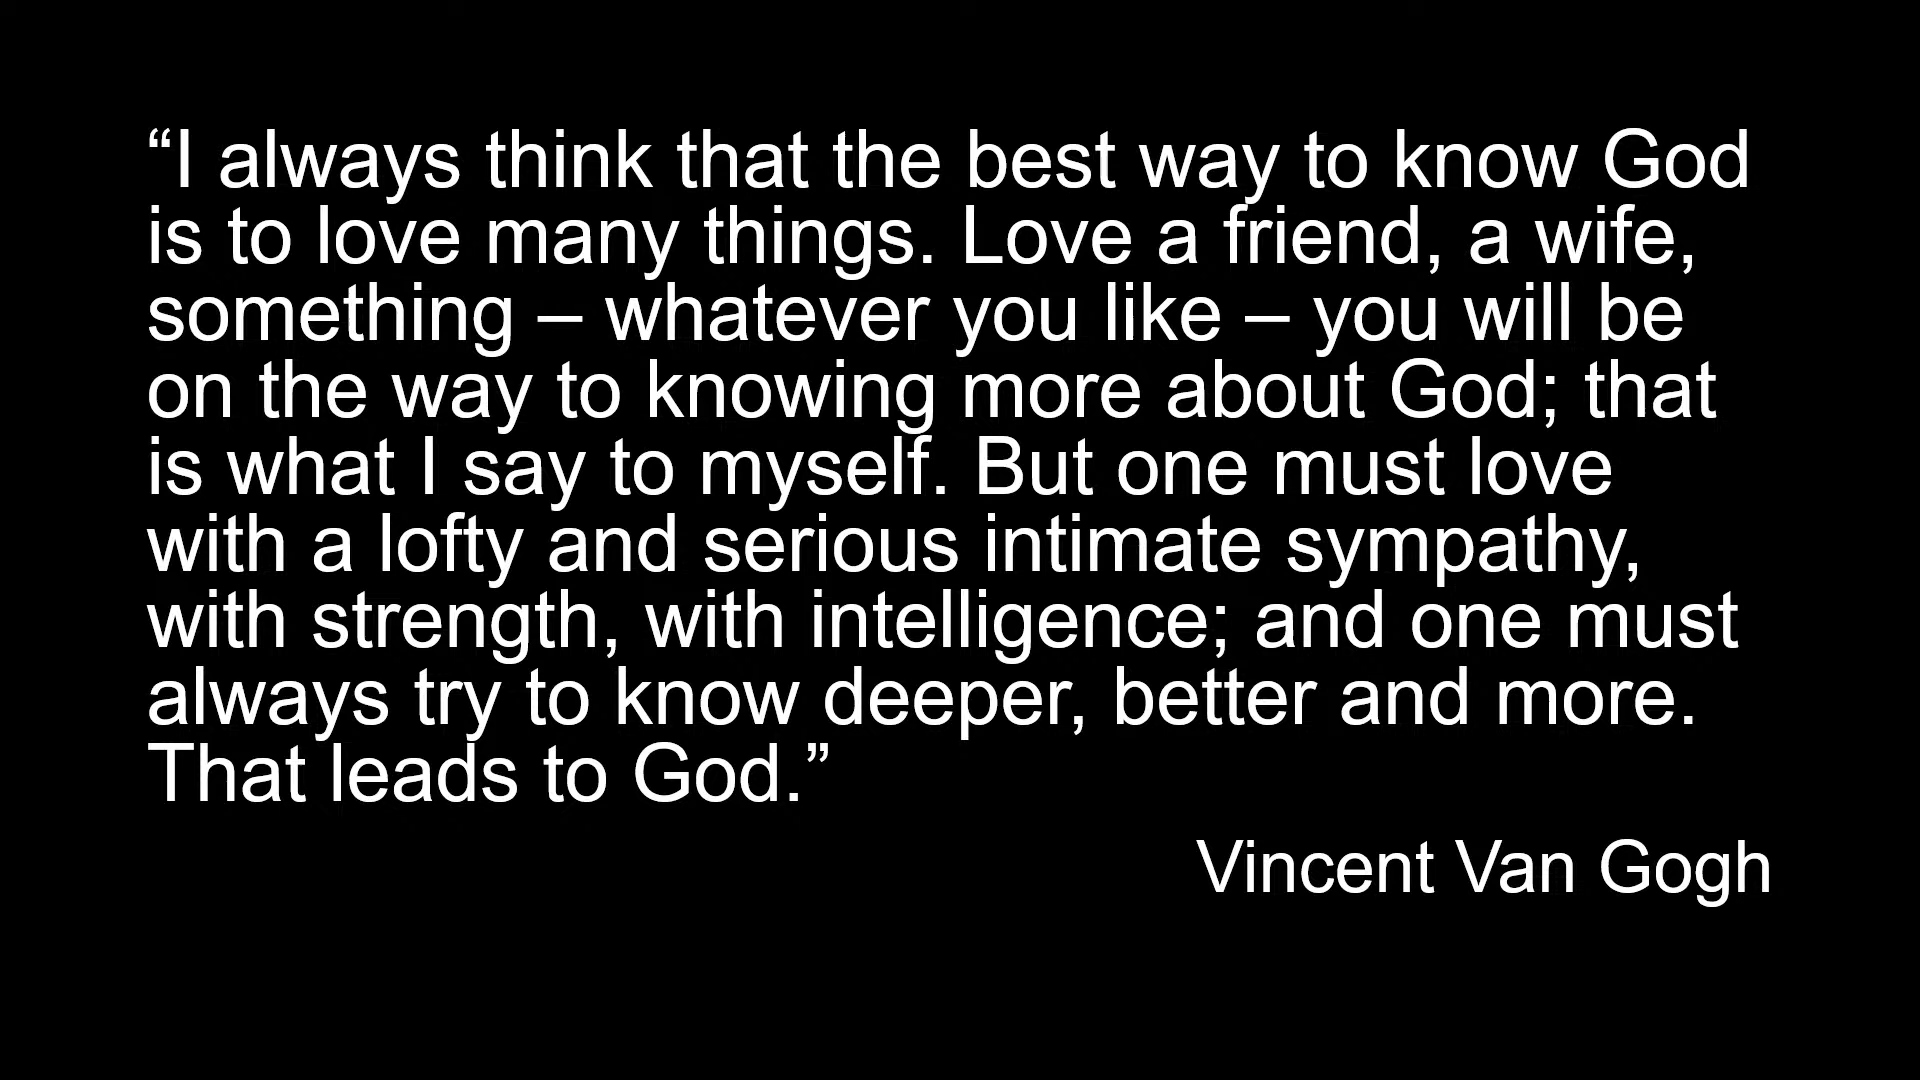 “I always think that the best way to know God
is to love many things. Love a friend, a wife,
something – whatever you like – you will be
on the way to knowing more about God; that
is what I say to myself. But one must love
with a lofty and serious intimate sympathy,
with strength, with intelligence; and one must
always try to know deeper, better and more.
That leads to God.”
Vincent Van Gogh